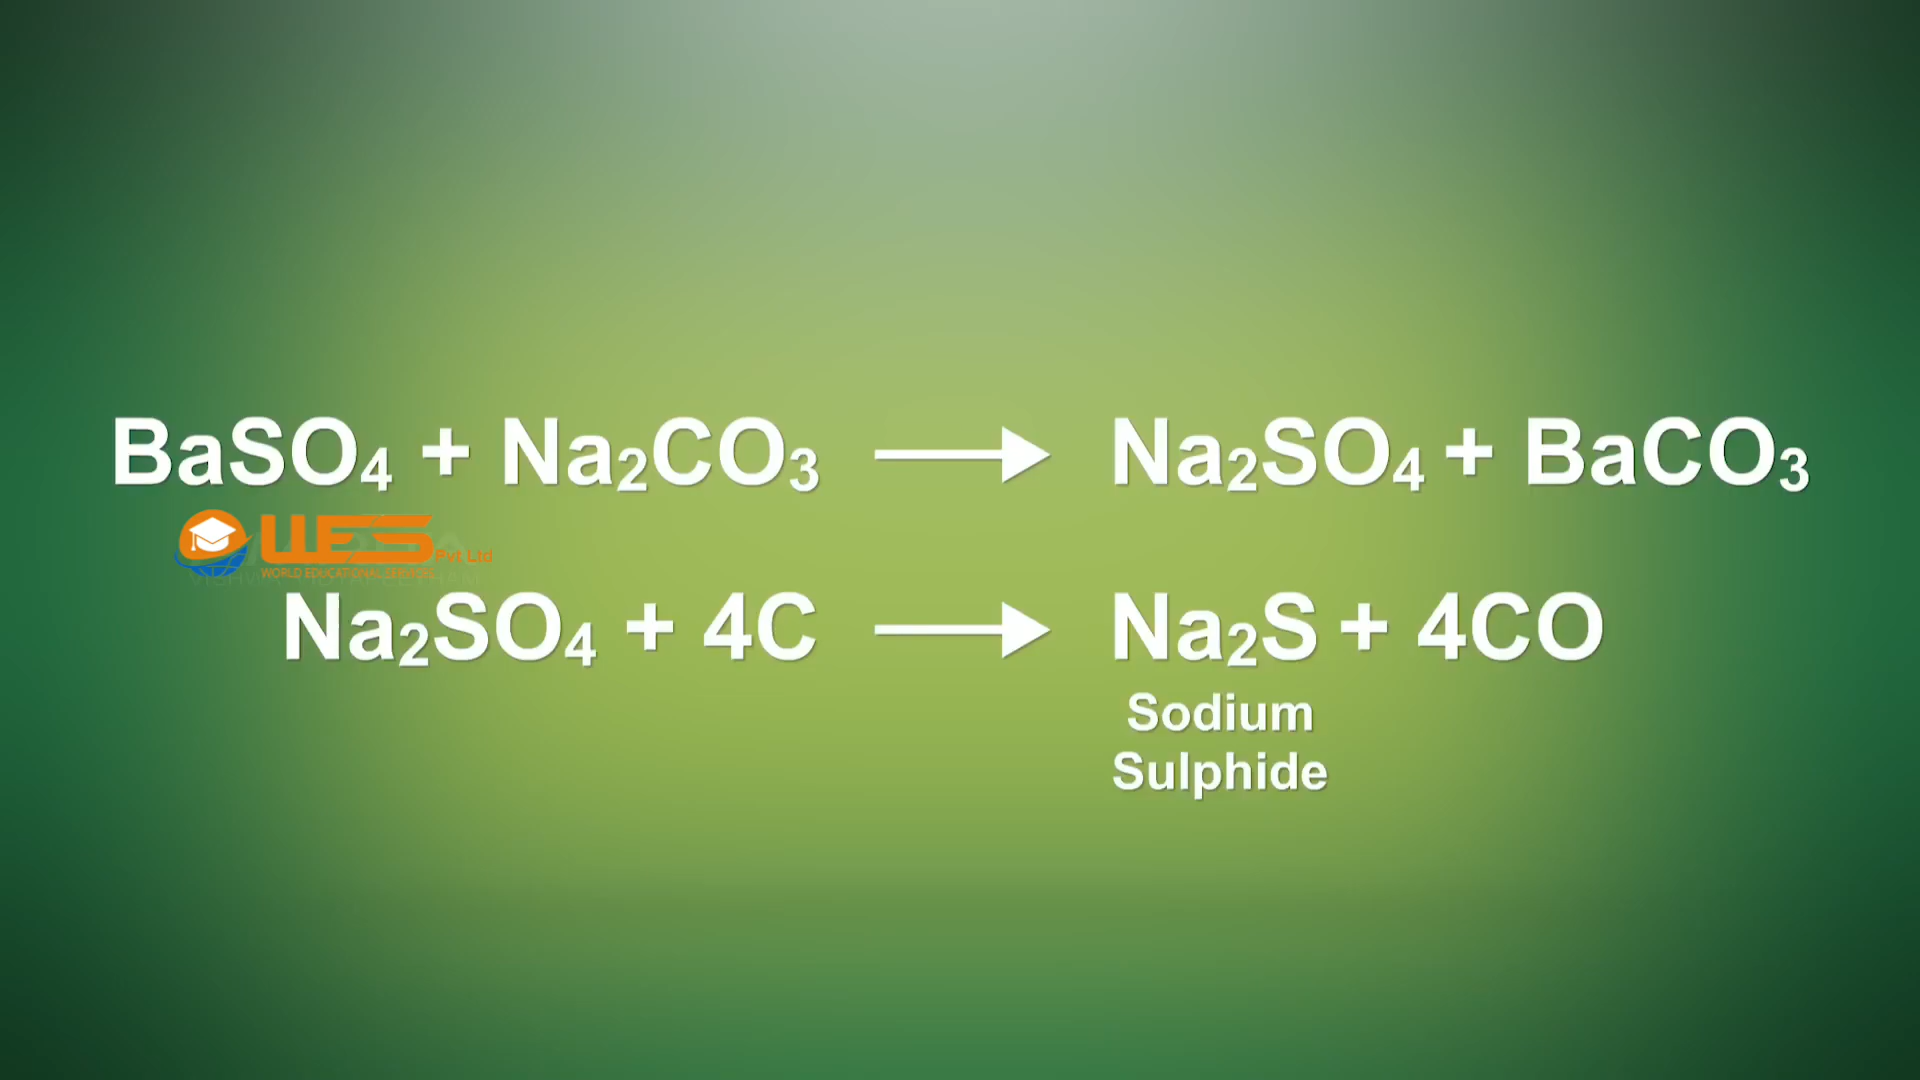 BaSO₄ + Na₂CO₃ → Na₂SO₄ + BaCO₃
WES Pvt Ltd
WORLD EDUCATIONAL SERVICES
Na₂SO₄ + 4C → Na₂S + 4CO
Sodium
Sulphide